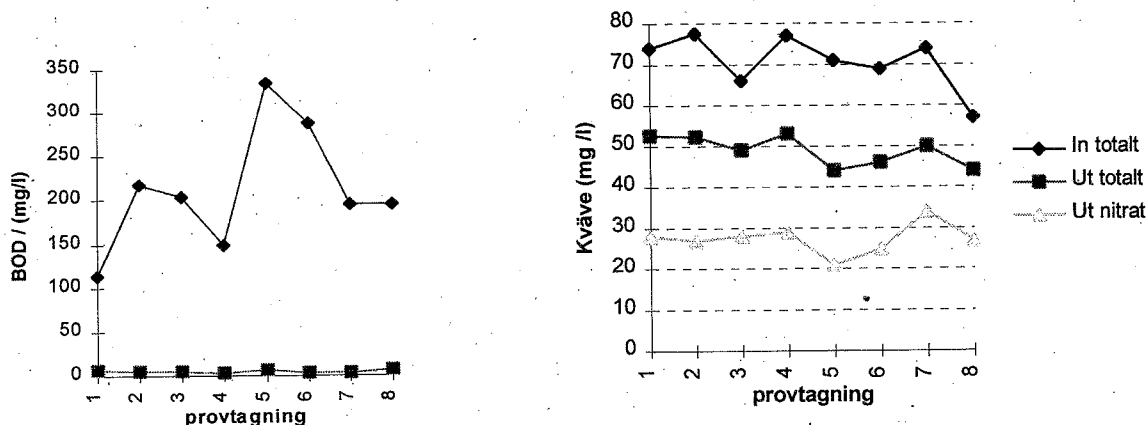 350
300
250
200
150
100
50
0
BOD / (mg/l)
1 2 3 4 5 6 7 8
provtagning
80
70
60
50
40
30
20
10
0
Kväve (mg /l)
1 2 3 4 5 6 7 8
provtagning
In totalt
Ut totalt
Ut nitrat